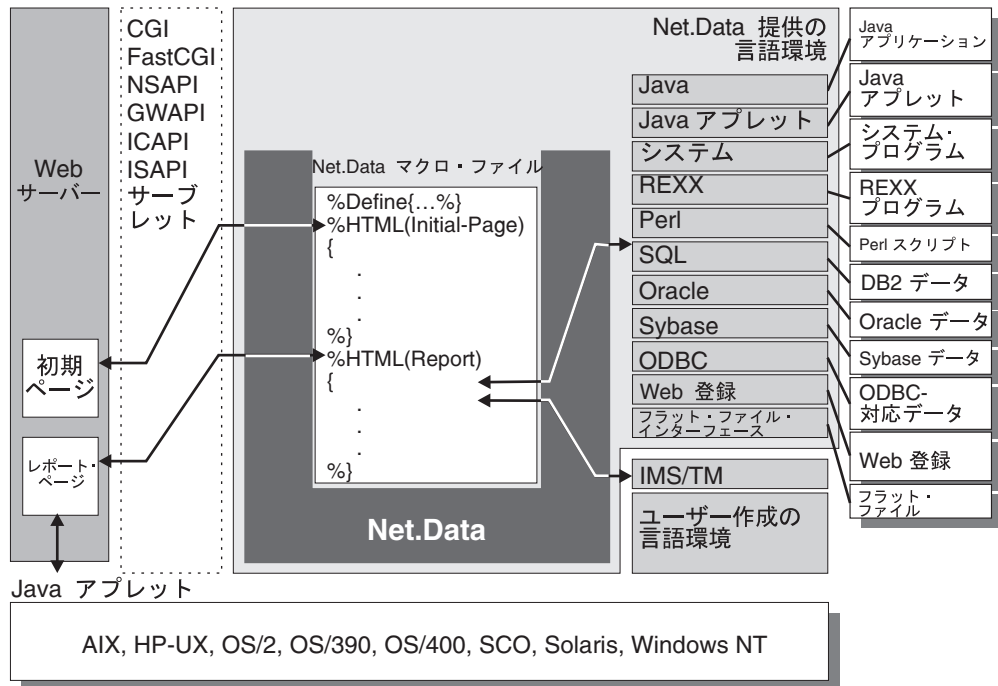 CGI
FastCGI
NSAPI
GWAPI
ICAPI
ISAPI
サーブ
レット
Web
サーバー
初期
ページ
レポート・
ページ
Java アプレット
Net.Data マクロ・ファイル
%Define{...%}
%HTML(Initial-Page)
{
.
.
.
%}
%HTML(Report)
{
.
.
.
%}
Net.Data
Net.Data 提供の
言語環境
Java
Java アプレット
システム
REXX
Perl
SQL
Oracle
Sybase
ODBC
Web 登録
フラット・ファイル・
インターフェース
IMS/TM
ユーザー作成の
言語環境
Java
アプリケーション
Java
アプレット
システム・
プログラム
REXX
プログラム
Perl スクリプト
DB2 データ
Oracle データ
Sybase データ
ODBC-
対応データ
Web 登録
フラット・
ファイル
AIX, HP-UX, OS/2, OS/390, OS/400, SCO, Solaris, Windows NT